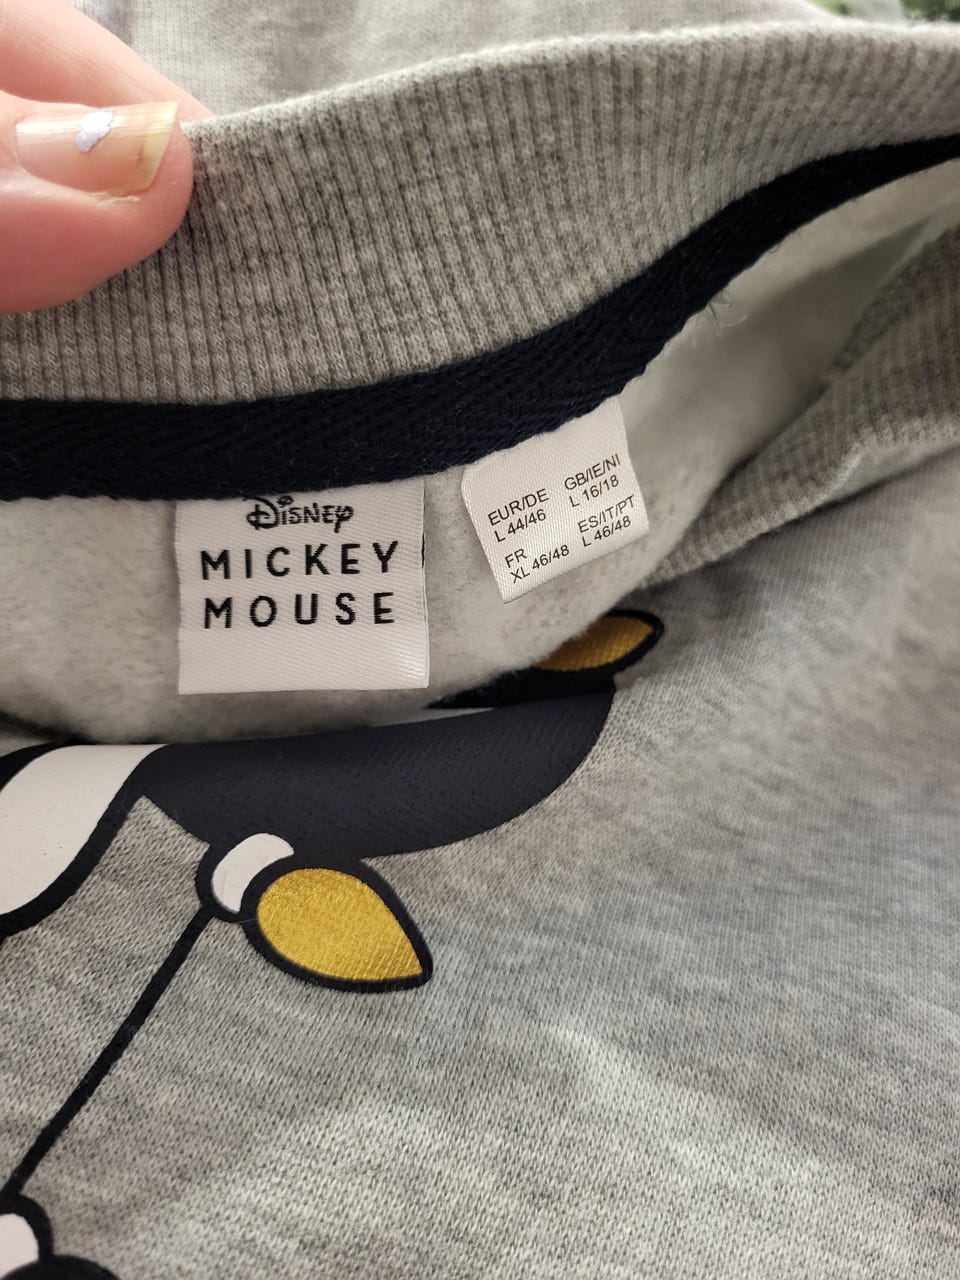 Disney
MICKEY
MOUSE
EUR/DE GB/IE/NI
L 44/46 L 16/18
FR ES/IT/PT
XL 46/48 L 46/48